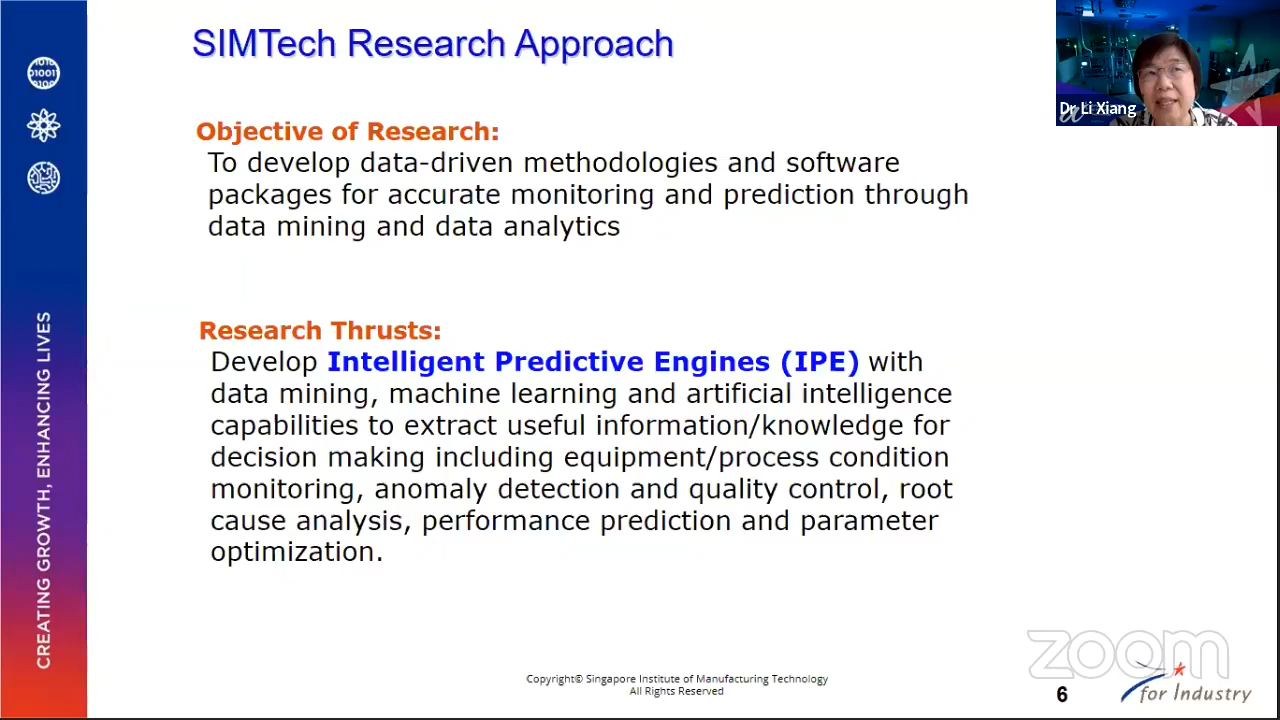 SIMTech Research Approach
Dr Li Xiang
Objective of Research:
To develop data-driven methodologies and software
packages for accurate monitoring and prediction through
data mining and data analytics
Research Thrusts:
Develop Intelligent Predictive Engines (IPE) with
data mining, machine learning and artificial intelligence
capabilities to extract useful information/knowledge for
decision making including equipment/process condition
monitoring, anomaly detection and quality control, root
cause analysis, performance prediction and parameter
optimization.
CREATING GROWTH, ENHANCING LIVES
Copyright© Singapore Institute of Manufacturing Technology
All Rights Reserved
6
zoom
for Industry